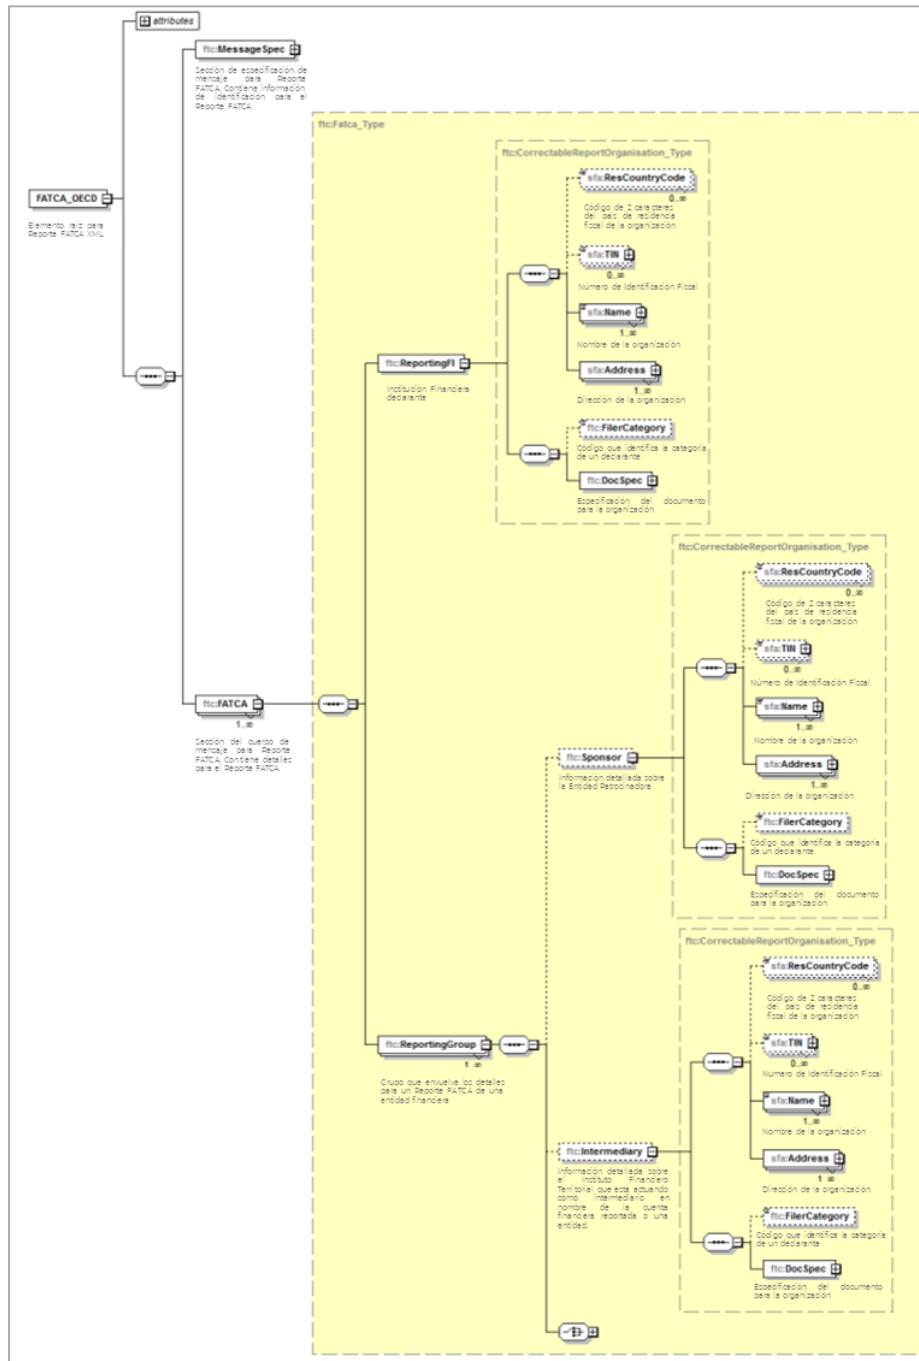 attributes
ftc:MessageSpec
Sección de especificación de
mensaje para Reporte
FATCA. Contiene información
de identificación para el
Reporte FATCA
ftc:Fatca_Type
ftc:CorrectableReportOrganisation_Type
sfa:ResCountryCode
0..∞
Código de 2 caracteres
del país de residencia
fiscal de la organización
FATCA_OECD
Elemento raíz para
Reporte FATCA XML
sfa:TIN
0..∞
Número de Identificación Fiscal
sfa:Name
1..∞
Nombre de la organización
ftc:ReportingFI
Institución Financiera
declarante
sfa:Address
1..∞
Dirección de la organización
ftc:FilerCategory
Código que identifica la categoría
de un declarante
ftc:DocSpec
Especificación del documento
para la organización
ftc:CorrectableReportOrganisation_Type
sfa:ResCountryCode
0..∞
Código de 2 caracteres
del país de residencia
fiscal de la organización
sfa:TIN
0..∞
Número de Identificación Fiscal
ftc:FATCA
1..∞
Sección del cuerpo de
mensaje para Reporte
FATCA. Contiene detalles
para el Reporte FATCA
sfa:Name
1..∞
Nombre de la organización
ftc:Sponsor
Información detallada sobre
la Entidad Patrocinadora
sfa:Address
1..∞
Dirección de la organización
ftc:FilerCategory
Código que identifica la categoría
de un declarante
ftc:DocSpec
Especificación del documento
para la organización
ftc:CorrectableReportOrganisation_Type
sfa:ResCountryCode
0..∞
Código de 2 caracteres
del país de residencia
fiscal de la organización
ftc:ReportingGroup
1..∞
Grupo que envuelve los detalles
para un Reporte FATCA de una
entidad financiera
sfa:TIN
0..∞
Número de Identificación Fiscal
sfa:Name
1..∞
Nombre de la organización
ftc:Intermediary
Información detallada sobre
el Instituto Financiero
Territorial que está actuando
como intermediario en
nombre de la cuenta
financiera reportada o una
entidad.
sfa:Address
1..∞
Dirección de la organización
ftc:FilerCategory
Código que identifica la categoría
de un declarante
ftc:DocSpec
Especificación del documento
para la organización